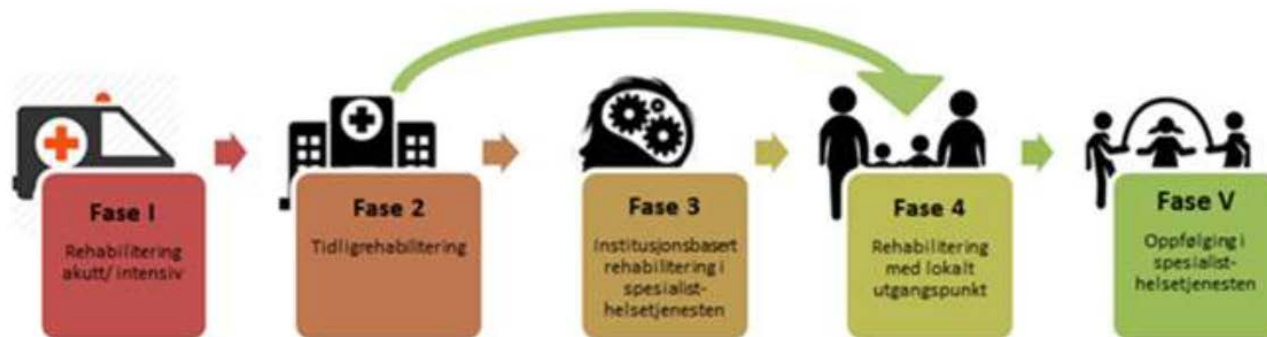 Fase I
Rehabilitering
akutt/ intensiv
Fase 2
Tidligrehabilitering
Fase 3
Institusjonsbasert
rehabilitering i
spesialist-
helsetjenesten
Fase 4
Rehabilitering
med lokalt
utgangspunkt
Fase V
Oppfølging i
spesialist-
helsetjenesten